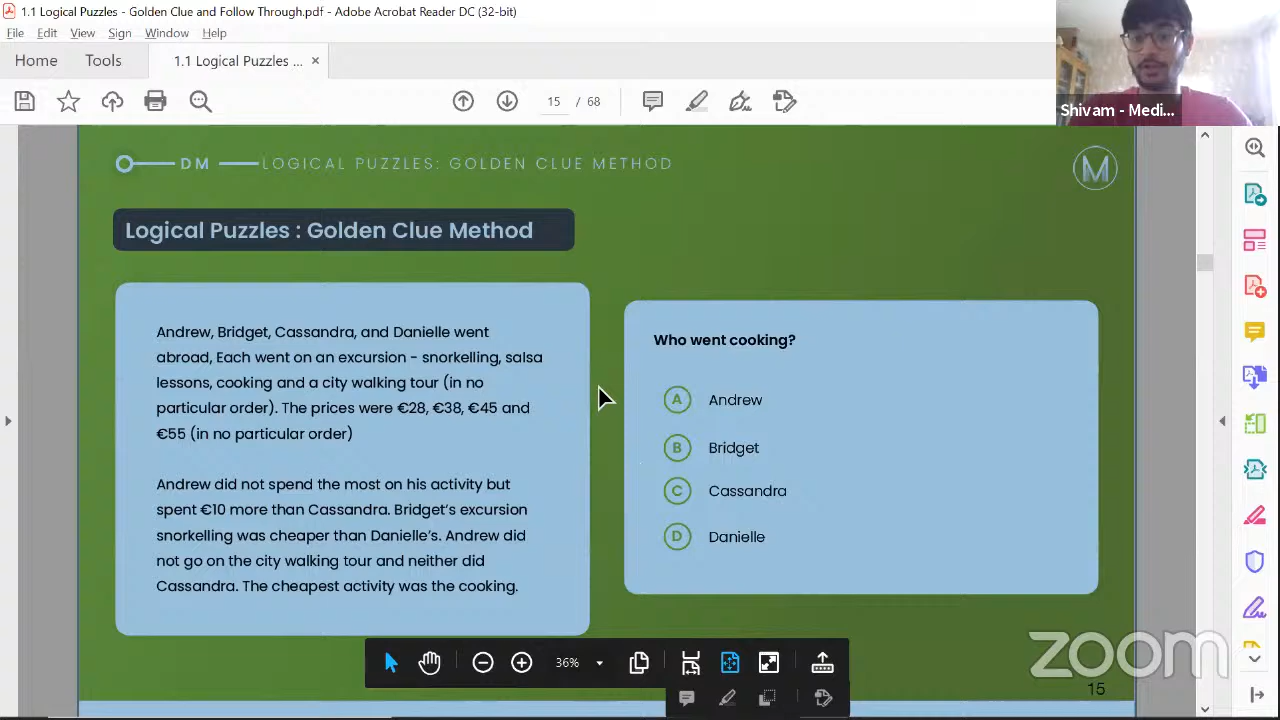 1.1 Logical Puzzles - Golden Clue and Follow Through.pdf - Adobe Acrobat Reader DC (32-bit)
File Edit View Sign Window Help
Home Tools 1.1 Logical Puzzles ... ×
15 / 68
Shivam - Medi...
DM LOGICAL PUZZLES: GOLDEN CLUE METHOD
M
Logical Puzzles : Golden Clue Method
Andrew, Bridget, Cassandra, and Danielle went
abroad, Each went on an excursion - snorkelling, salsa
lessons, cooking and a city walking tour (in no
particular order). The prices were €28, €38, €45 and
€55 (in no particular order)
Andrew did not spend the most on his activity but
spent €10 more than Cassandra. Bridget's excursion
snorkelling was cheaper than Danielle's. Andrew did
not go on the city walking tour and neither did
Cassandra. The cheapest activity was the cooking.
Who went cooking?
A Andrew
B Bridget
C Cassandra
D Danielle
36%
zoom
15